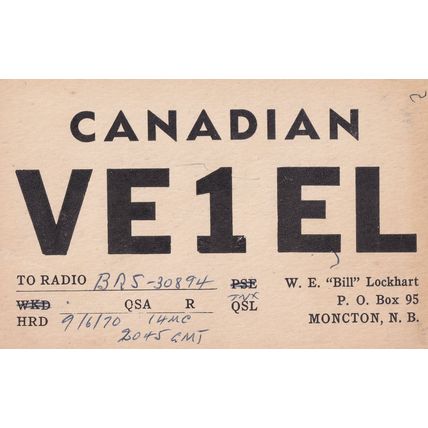 CANADIAN
VE1EL
TO RADIO BRS-30894 PSE W. E. "Bill" Lockhart
WKD QSA R TNX QSL P. O. Box 95
HRD 9/6/70 14MC MONCTON, N. B.
2045 GMT